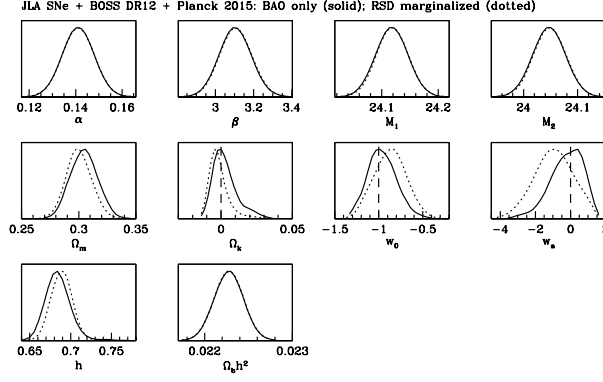 JLA SNe + BOSS DR12 + Planck 2015: BAO only (solid); RSD marginalized (dotted)
0.12 0.14 0.16
α
3 3.2 3.4
β
24.1 24.2
M₁
24 24.1
M₂
0.25 0.3 0.35
Ωₘ
0 0.05
Ωₖ
-1.5 -1 -0.5
w₀
-4 -2 0 2
wₐ
0.65 0.7 0.75
h
0.022 0.023
Ω_bh²